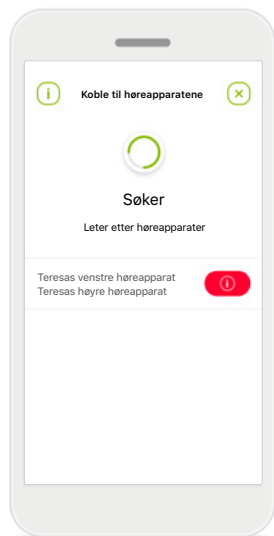 Koble til høreapparatene
Søker
Leter etter høreapparater
Teresas venstre høreapparat
Teresas høyre høreapparat